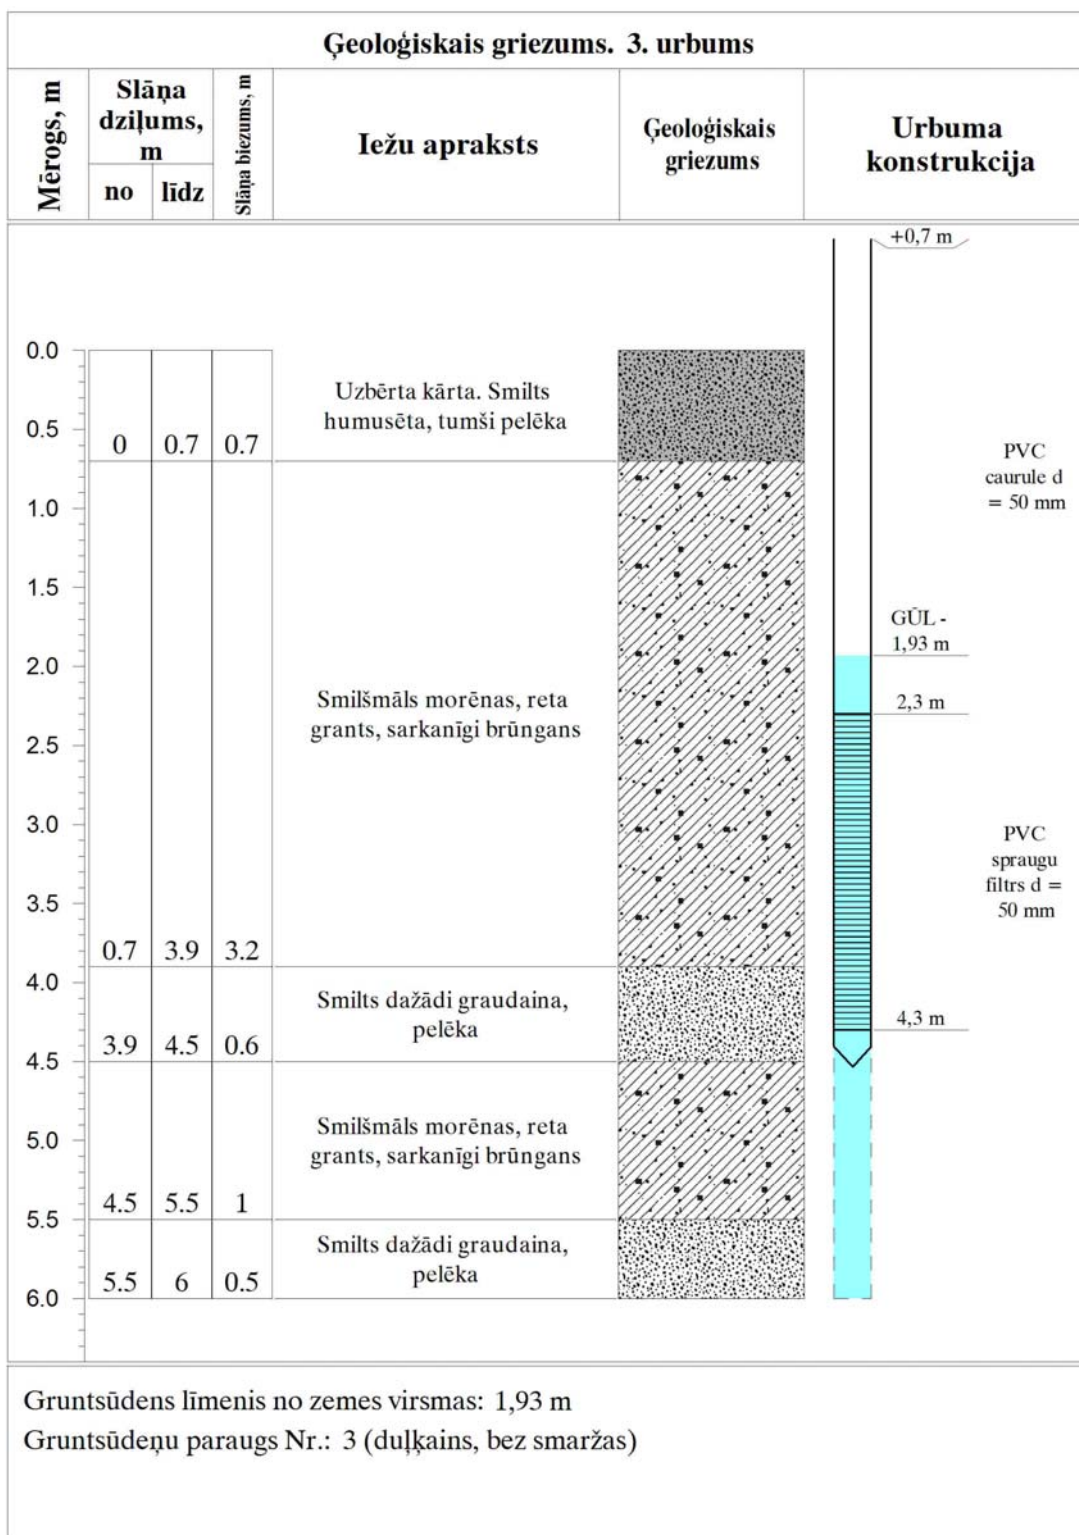 Ģeoloģiskais griezums. 3. urbums
Mērogs, m
Slāņa
dziļums,
m
no
līdz
Slāņa biezums, m
Iežu apraksts
Ģeoloģiskais
griezums
Urbuma
konstrukcija
+0,7 m
0.0
Uzbērta kārta. Smilts
humusēta, tumši pelēka
0.5
0 0.7 0.7
PVC
caurule d
= 50 mm
1.0
1.5
GŪL -
1,93 m
2.0
Smilšmāls morēnas, reta
grants, sarkanīgi brūngans
2,3 m
2.5
3.0
PVC
spraugu
filtrs d =
50 mm
3.5
0.7 3.9 3.2
4.0
Smilts dažādi graudaina,
pelēka
4,3 m
3.9 4.5 0.6
4.5
Smilšmāls morēnas, reta
grants, sarkanīgi brūngans
5.0
4.5 5.5 1
5.5
Smilts dažādi graudaina,
pelēka
5.5 6 0.5
6.0
Gruntsūdens līmenis no zemes virsmas: 1,93 m
Gruntsūdeņu paraugs Nr.: 3 (duļķains, bez smaržas)